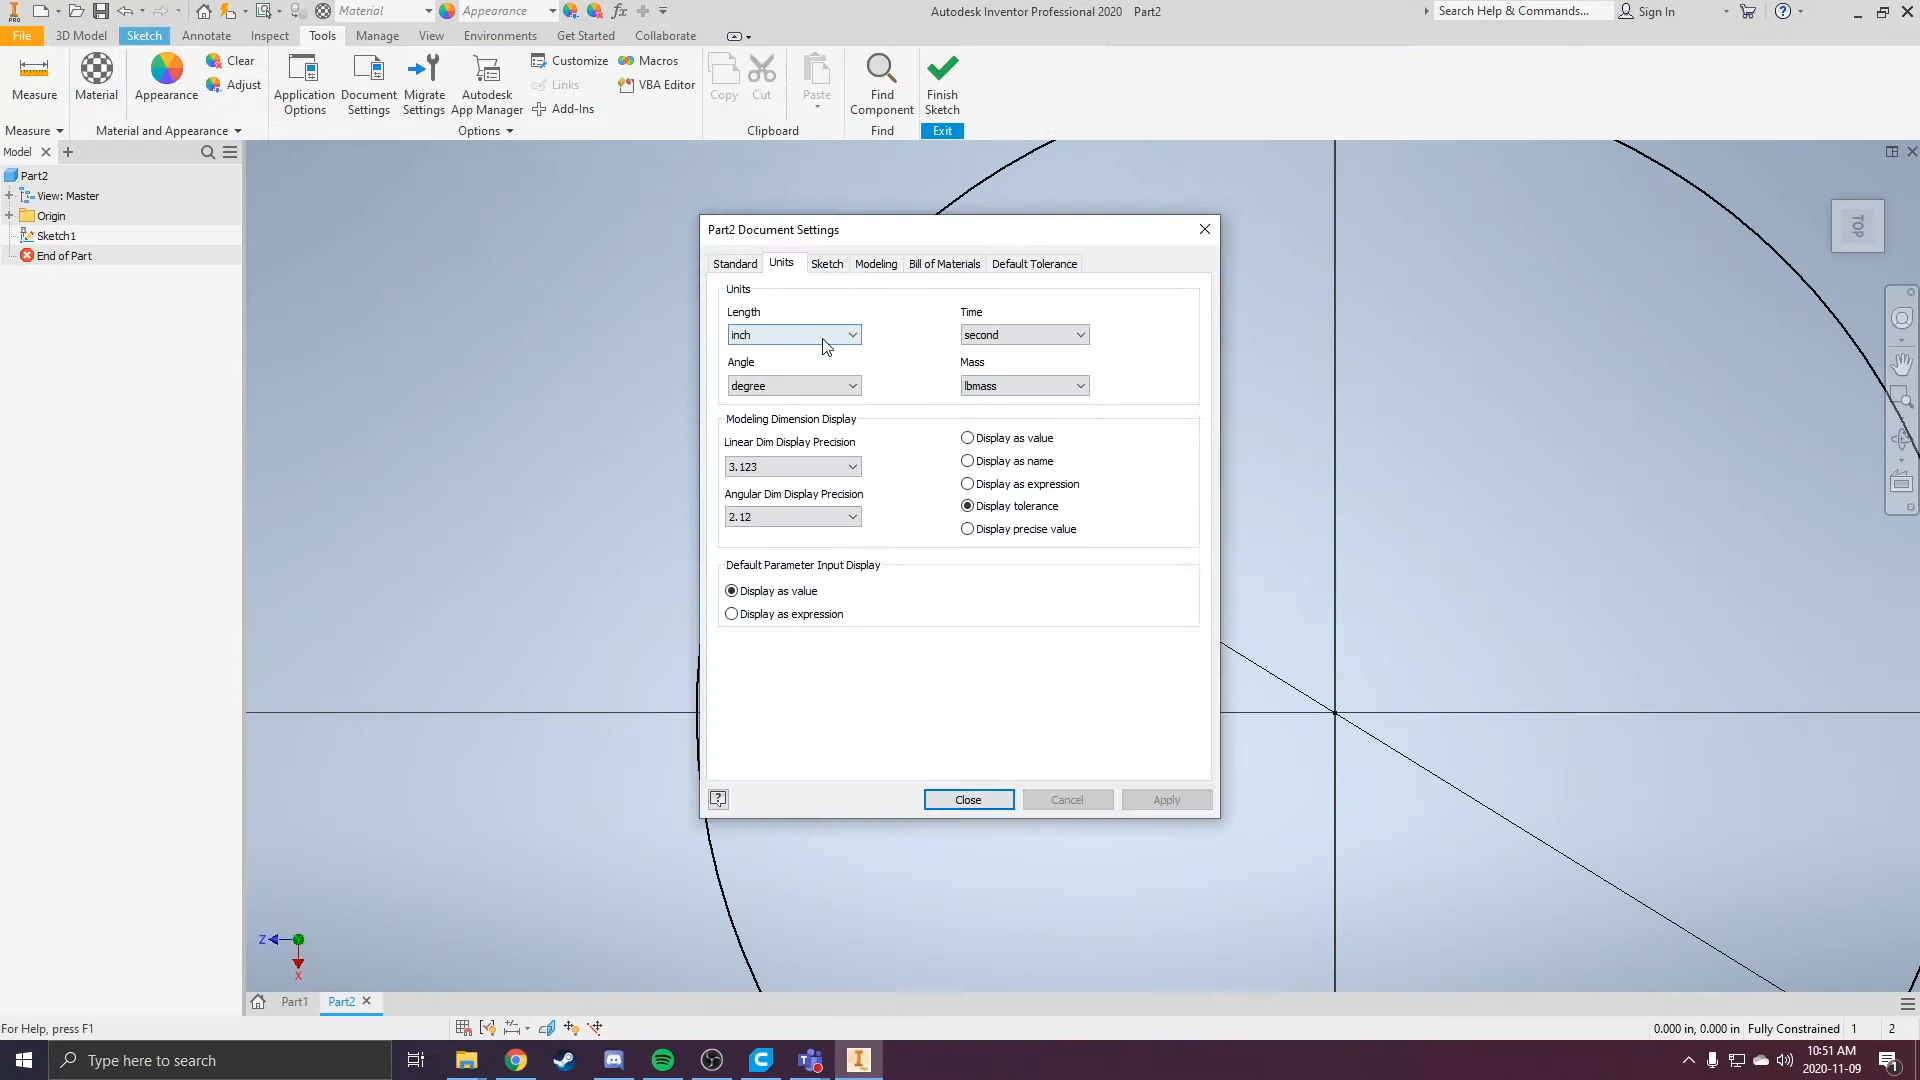 Material Appearance Autodesk Inventor Professional 2020 Part2 Search Help & Commands... Sign In
PRO
File 3D Model Sketch Annotate Inspect Tools Manage View Environments Get Started Collaborate
Measure
Material
Appearance
Clear
Adjust
Application Options
Document Settings
Migrate Settings
Autodesk App Manager
Customize
Links
Add-Ins
Macros
VBA Editor
Copy
Cut
Paste
Find Component
Finish Sketch
Measure Material and Appearance Options Clipboard Find Exit
Model
Part2
View: Master
Origin
Sketch1
End of Part
TOP
Part2 Document Settings
Standard Units Sketch Modeling Bill of Materials Default Tolerance
Units
Length Time
inch second
Angle Mass
degree lbmass
Modeling Dimension Display
Linear Dim Display Precision
3.123
Angular Dim Display Precision
2.12
Display as value
Display as name
Display as expression
Display tolerance
Display precise value
Default Parameter Input Display
Display as value
Display as expression
Close Cancel Apply
Z
X
Part1 Part2
For Help, press F1 0.000 in, 0.000 in Fully Constrained 1 2
Type here to search
10:51 AM
2020-11-09
1